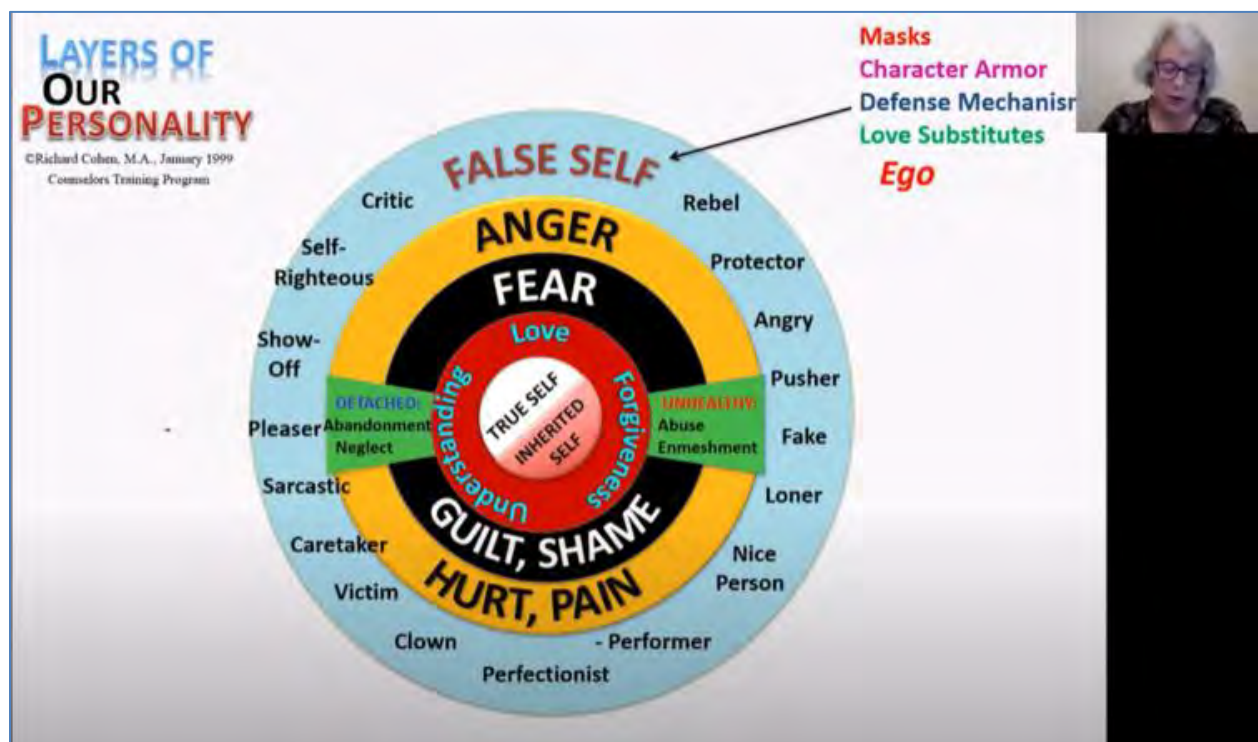 LAYERS OF
OUR
PERSONALITY
©Richard Cohen, M.A., January 1999
Counselors Training Program
Masks
Character Armor
Defense Mechanism
Love Substitutes
Ego
FALSE SELF
Critic
Rebel
Self-
Righteous
Protector
ANGER
FEAR
Angry
Show-
Off
Love
Pusher
Understanding
Forgiveness
TRUE SELF
INHERITED
SELF
DETACHED:
Abandonment
Neglect
UNHEALTHY:
Abuse
Enmeshment
Pleaser
Fake
Sarcastic
Loner
GUILT, SHAME
HURT, PAIN
Caretaker
Nice
Person
Victim
Clown
- Performer
Perfectionist